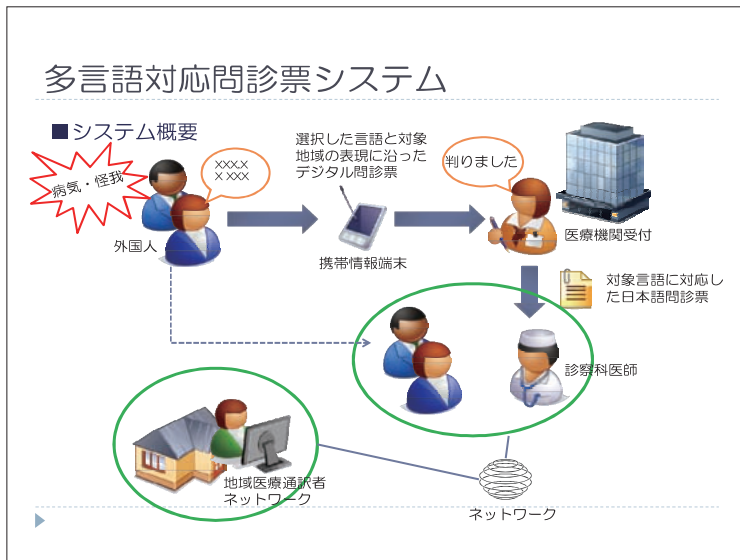 多言語対応問診票システム
■システム概要
病気・怪我
XXX.X
X XXX
選択した言語と対象
地域の表現に沿った
デジタル問診票
判りました
外国人
携帯情報端末
医療機関受付
対象言語に対応し
た日本語問診票
診察科医師
地域医療通訳者
ネットワーク
ネットワーク